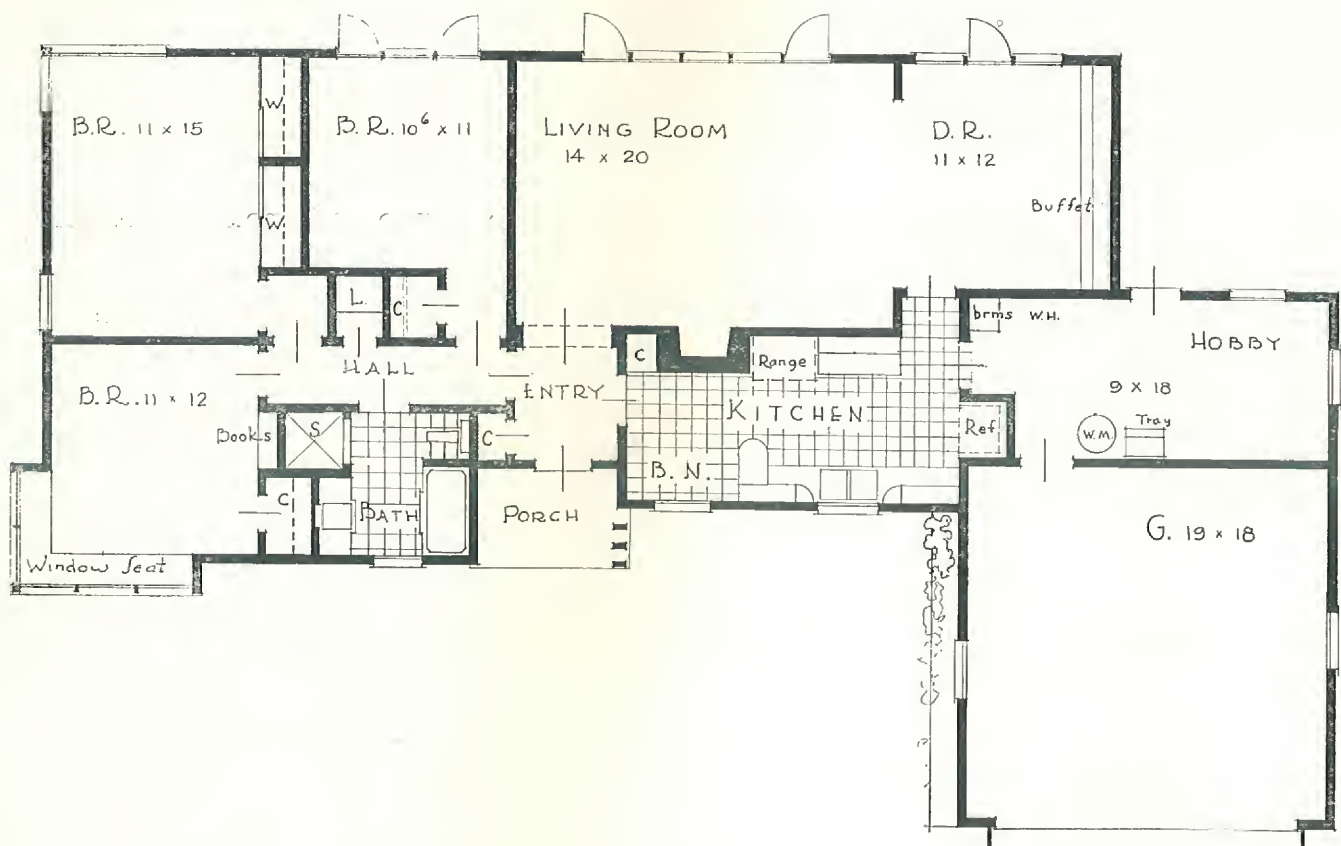 B.R. 11 x 15
W
W
B.R. 10⁶ x 11
LIVING ROOM
14 x 20
D.R.
11 x 12
Buffet
L.
C
HALL
B.R. 11 x 12
Books
S
C
C
BATH
Window Seat
ENTRY
PORCH
C
Range
KITCHEN
B.N.
Ref
brms
W.H.
HOBBY
9 x 18
W.M.
Tray
G. 19 x 18